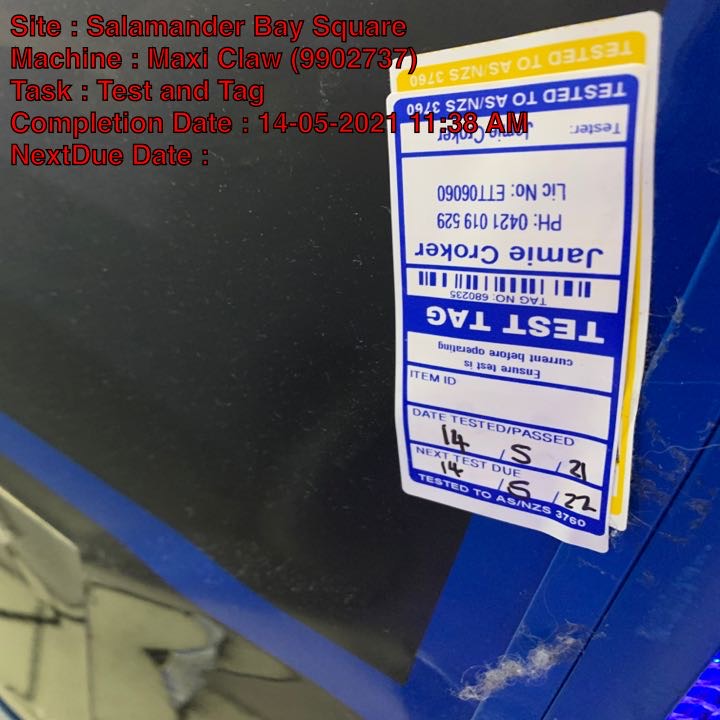 Site : Salamander Bay Square
Machine : Maxi Claw (9902737)
Task : Test and Tag
Completion Date : 14-05-2021 11:38 AM
NextDue Date :
TESTED TO AS/NZS 3760
TESTED TO AS/NZS 3760
Tester: Jamie Croker
Lic No: ETT06060
PH: 0421 019 529
Jamie Croker
TAG NO: 680235
TEST TAG
Ensure test is
current before operating
ITEM ID
DATE TESTED/PASSED
14 / 5 / 21
NEXT TEST DUE
14 / 5 / 22
TESTED TO AS/NZS 3760